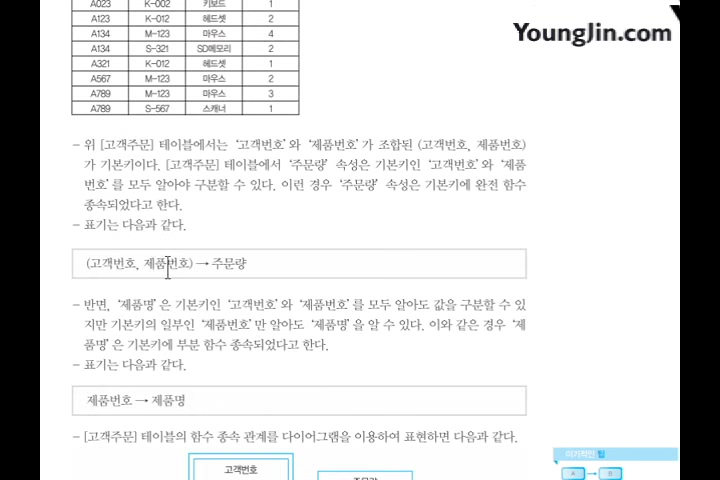 A023 K-002 키보드 1
A123 K-012 헤드셋 2
A134 M-123 마우스 4
A134 S-321 SD메모리 2
A321 K-012 헤드셋 1
A567 M-123 마우스 2
A789 M-123 마우스 3
A789 S-567 스캐너 1
YoungJin.com
- 위 [고객주문] 테이블에서는 ‘고객번호’와 ‘제품번호’가 조합된 (고객번호, 제품번호)
가 기본키이다. [고객주문] 테이블에서 ‘주문량’ 속성은 기본키인 ‘고객번호’와 ‘제품
번호’를 모두 알아야 구분할 수 있다. 이런 경우 ‘주문량’ 속성은 기본키에 완전 함수
종속되었다고 한다.
- 표기는 다음과 같다.
(고객번호, 제품번호) → 주문량
- 반면, ‘제품명’은 기본키인 ‘고객번호’와 ‘제품번호’를 모두 알아도 값을 구분할 수 있
지만 기본키의 일부인 ‘제품번호’만 알아도 ‘제품명’을 알 수 있다. 이와 같은 경우 ‘제
품명’은 기본키에 부분 함수 종속되었다고 한다.
- 표기는 다음과 같다.
제품번호 → 제품명
- [고객주문] 테이블의 함수 종속 관계를 다이어그램을 이용하여 표현하면 다음과 같다.
이기적인 팁
A → B
고객번호
주문량